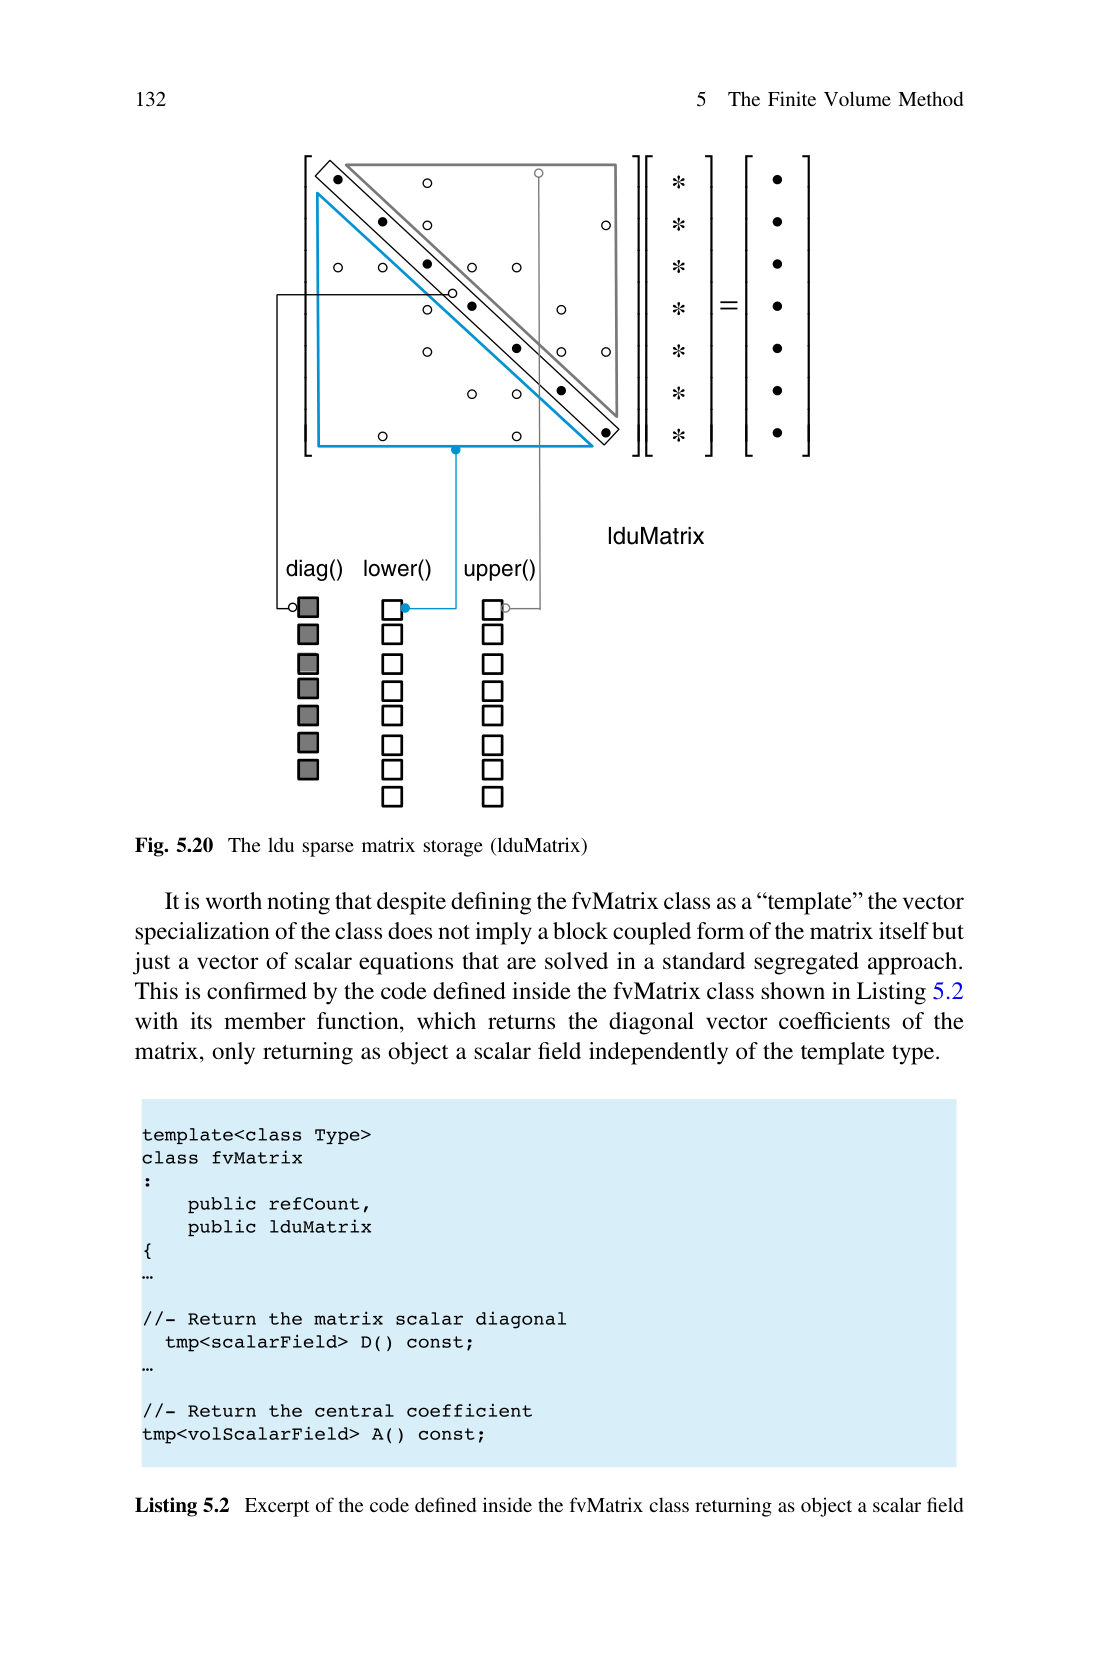 132
5 The Finite Volume Method
* 
*
*
* =
*
*
*
lduMatrix
diag() lower() upper()
Fig. 5.20 The ldu sparse matrix storage (lduMatrix)
It is worth noting that despite defining the fvMatrix class as a “template” the vector
specialization of the class does not imply a block coupled form of the matrix itself but
just a vector of scalar equations that are solved in a standard segregated approach.
This is confirmed by the code defined inside the fvMatrix class shown in Listing 5.2
with its member function, which returns the diagonal vector coefficients of the
matrix, only returning as object a scalar field independently of the template type.
template<class Type>
class fvMatrix
:
public refCount,
public lduMatrix
{
…
//- Return the matrix scalar diagonal
tmp<scalarField> D() const;
…
//- Return the central coefficient
tmp<volScalarField> A() const;
Listing 5.2 Excerpt of the code defined inside the fvMatrix class returning as object a scalar field